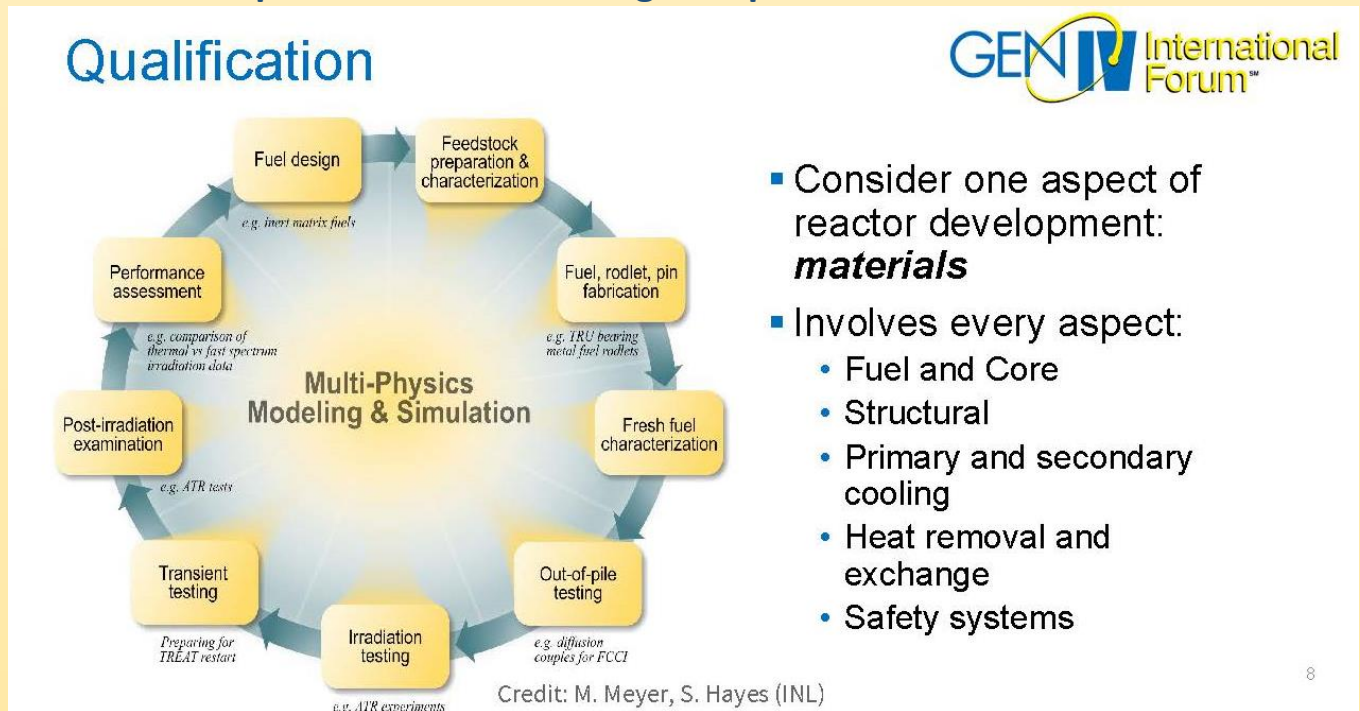 Qualification
GEN IV International
Forum℠
Fuel design
e.g. inert matrix fuels
Feedstock
preparation &
characterization
Fuel, rodlet, pin
fabrication
e.g. TRU bearing
metal fuel rodlets
Fresh fuel
characterization
Out-of-pile
testing
e.g. diffusion
couples for FCCI
Irradiation
testing
e.g. ATR experiments
Transient
testing
Preparing for
TREAT restart
Post-irradiation
examination
e.g. ATR tests
Performance
assessment
e.g. comparison of
thermal vs fast spectrum
irradiation data
Multi-Physics
Modeling & Simulation
▪ Consider one aspect of
reactor development:
materials
▪ Involves every aspect:
• Fuel and Core
• Structural
• Primary and secondary
cooling
• Heat removal and
exchange
• Safety systems
Credit: M. Meyer, S. Hayes (INL)
8